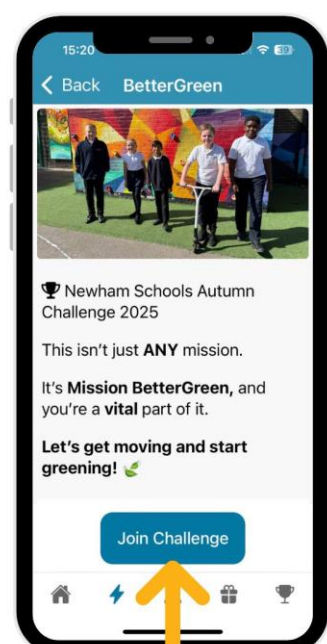 15:20
39
Back BetterGreen
Newham Schools Autumn
Challenge 2025
This isn't just ANY mission.
It's Mission BetterGreen, and
you're a vital part of it.
Let's get moving and start
greening!
Join Challenge